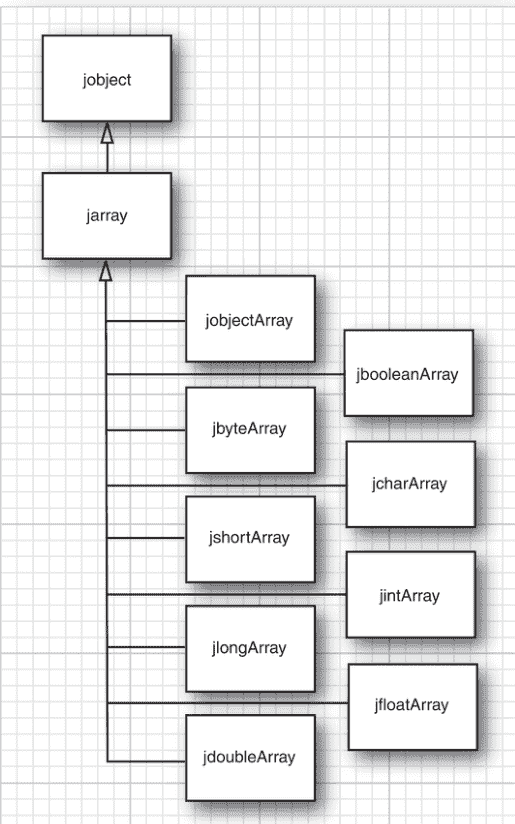 jobject
jarray
jobjectArray
jbooleanArray
jbyteArray
jcharArray
jshortArray
jintArray
jlongArray
jfloatArray
jdoubleArray